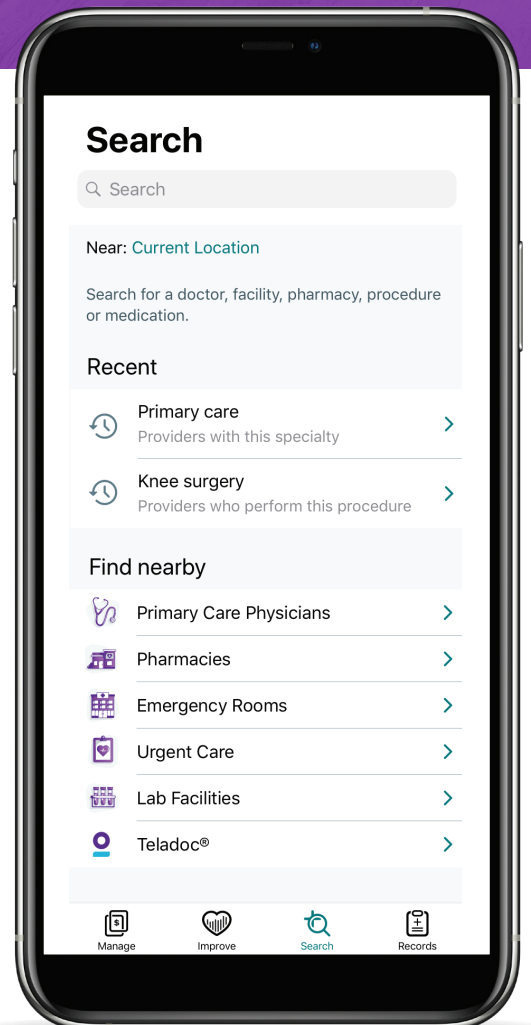 Search
Search
Near: Current Location
Search for a doctor, facility, pharmacy, procedure
or medication.
Recent
Primary care
Providers with this specialty
Knee surgery
Providers who perform this procedure
Find nearby
Primary Care Physicians
Pharmacies
Emergency Rooms
Urgent Care
Lab Facilities
Teladoc®
Manage
Improve
Search
Records